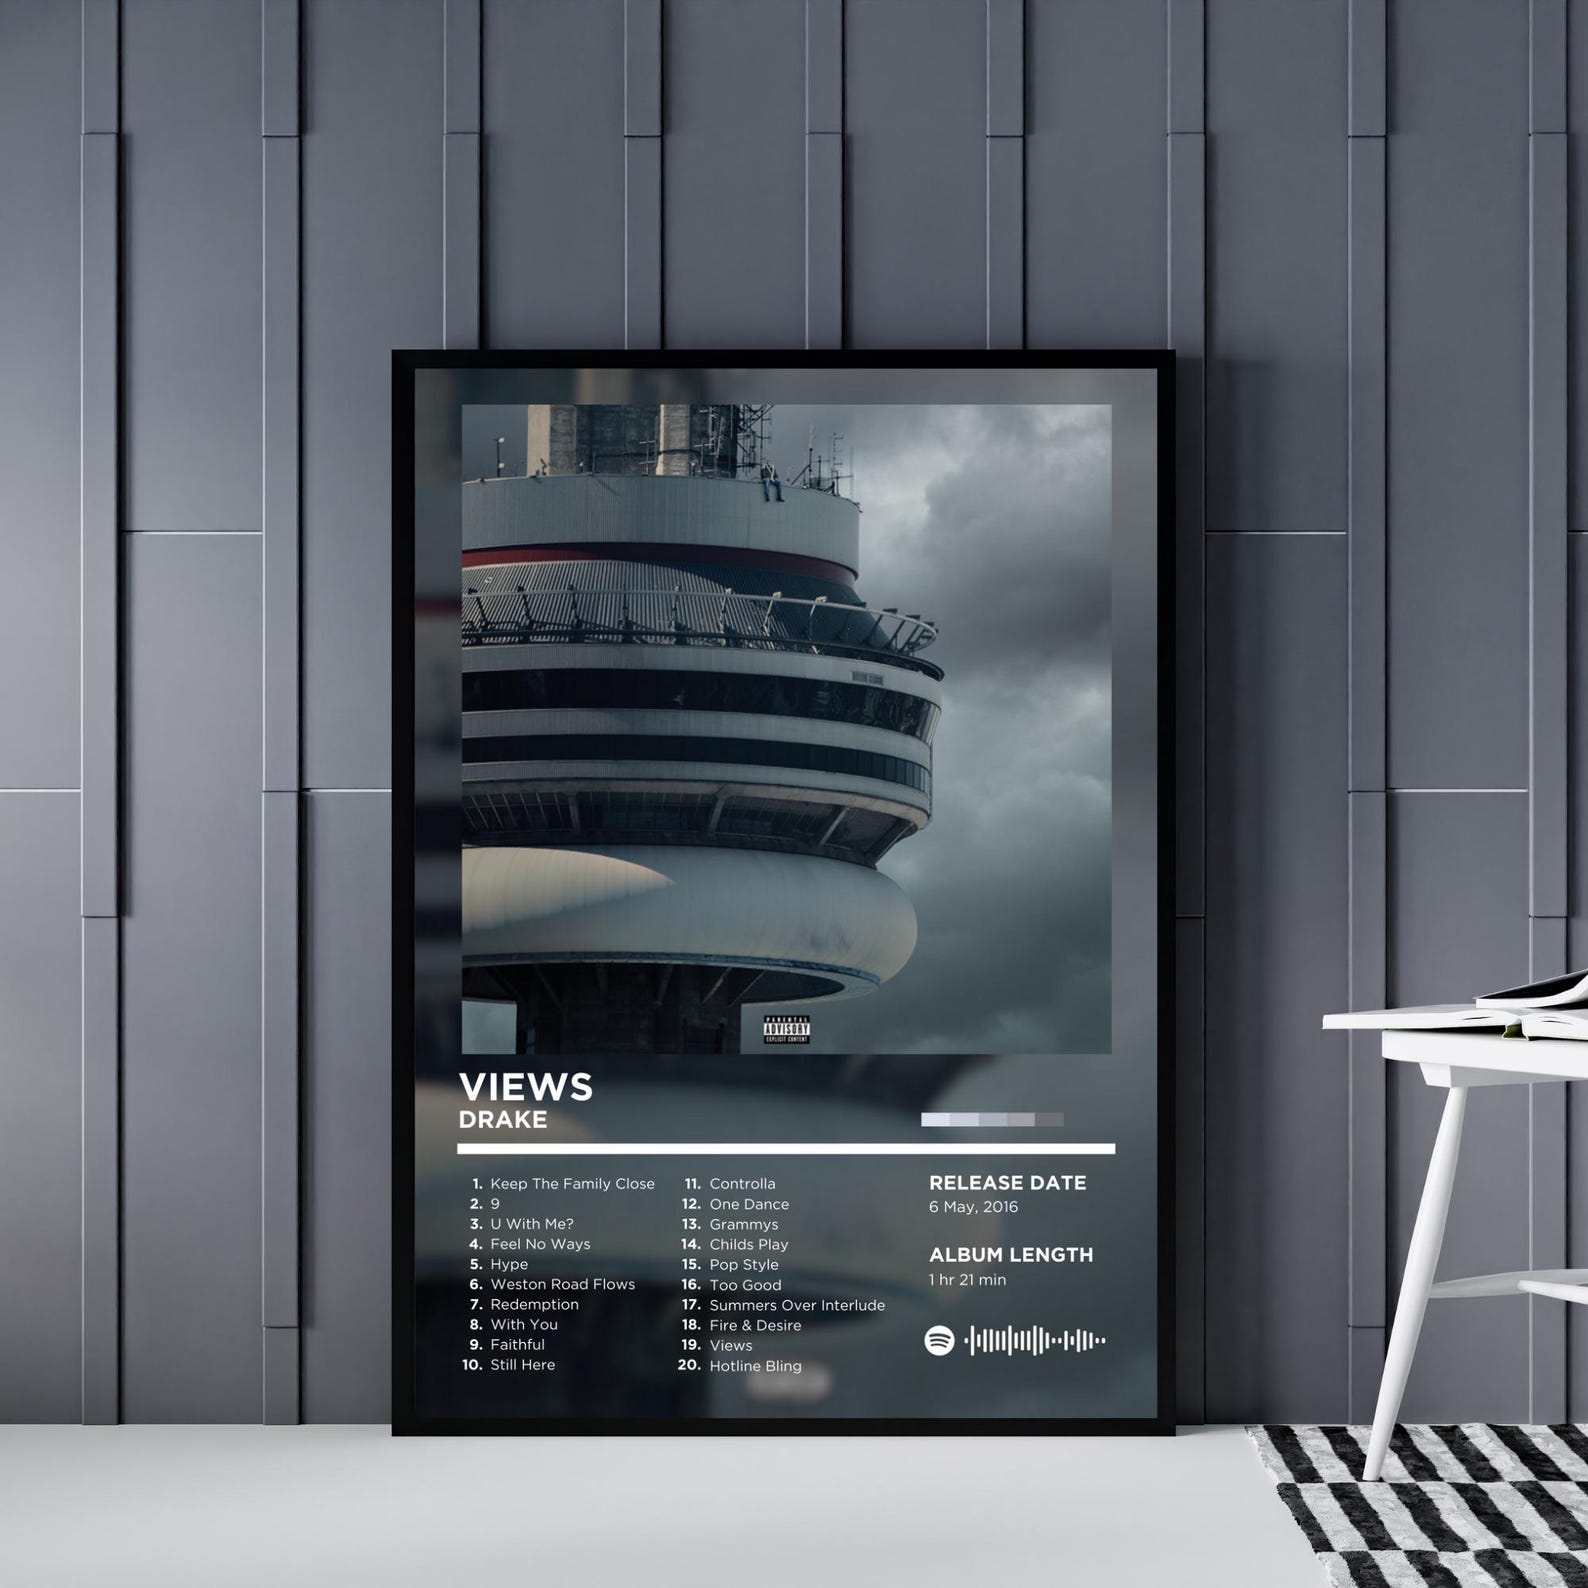 PARENTAL
ADVISORY
EXPLICIT CONTENT
VIEWS
DRAKE
1. Keep The Family Close
2. 9
3. U With Me?
4. Feel No Ways
5. Hype
6. Weston Road Flows
7. Redemption
8. With You
9. Faithful
10. Still Here
11. Controlla
12. One Dance
13. Grammys
14. Childs Play
15. Pop Style
16. Too Good
17. Summers Over Interlude
18. Fire & Desire
19. Views
20. Hotline Bling
RELEASE DATE
6 May, 2016
ALBUM LENGTH
1 hr 21 min